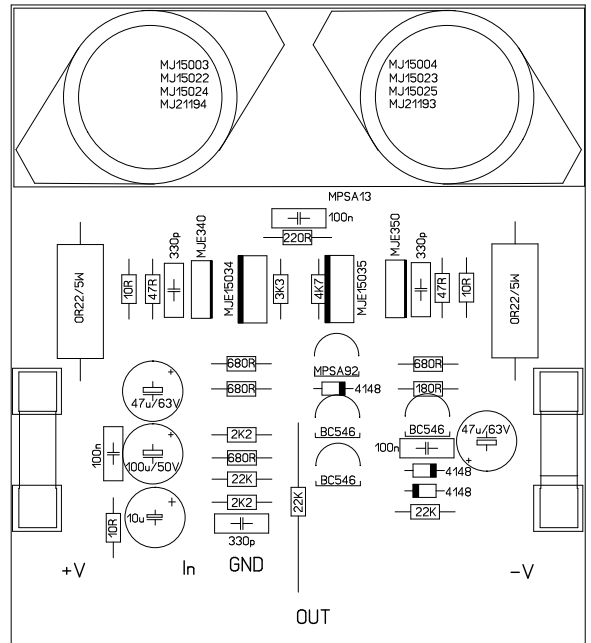 MJ15003
MJ15022
MJ15024
MJ21194
MJ15004
MJ15023
MJ15025
MJ21193
MPSA13
100n
220R
0R22/5W
10R
47R
330p
MJE340
MJE15034
3K3
4K7
MJE15035
MJE350
330p
47R
10R
0R22/5W
680R
680R
MPSA92
4148
680R
180R
47u/63V
BC546
BC546
47u/63V
100n
100u/50V
2K2
680R
22K
2K2
330p
BC546
100n
4148
4148
22K
22K
10u
10R
+V
In
GND
-V
OUT